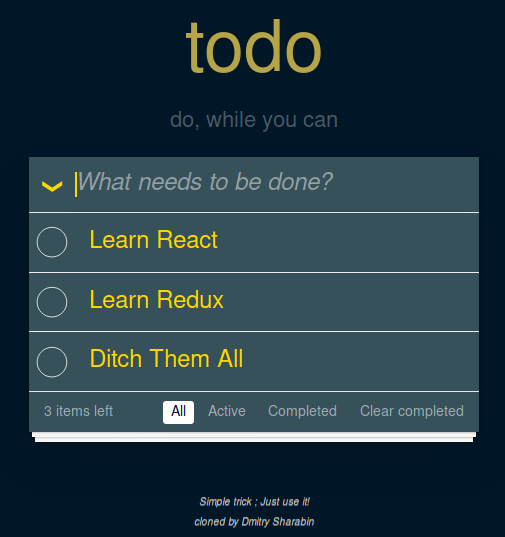 todo
do, while you can
What needs to be done?
Learn React
Learn Redux
Ditch Them All
3 items left All Active Completed Clear completed
Simple trick ; Just use it!
cloned by Dmitry Sharabin